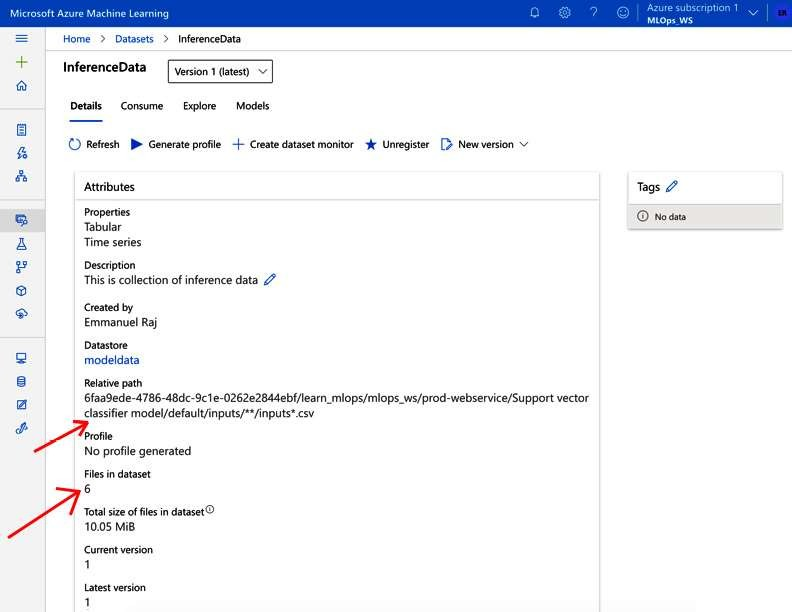 Microsoft Azure Machine Learning
Azure subscription 1
MLOps_WS
ER
Home > Datasets > InferenceData
InferenceData
Version 1 (latest)
Details Consume Explore Models
Refresh Generate profile Create dataset monitor Unregister New version
Attributes
Properties
Tabular
Time series
Description
This is collection of inference data
Created by
Emmanuel Raj
Datastore
modeldata
Relative path
6faa9ede-4786-48dc-9c1e-0262e2844ebf/learn_mlops/mlops_ws/prod-webservice/Support vector
classifier model/default/inputs/**/inputs*.csv
Profile
No profile generated
Files in dataset
6
Total size of files in dataset
10.05 MiB
Current version
1
Latest version
1
Tags
No data